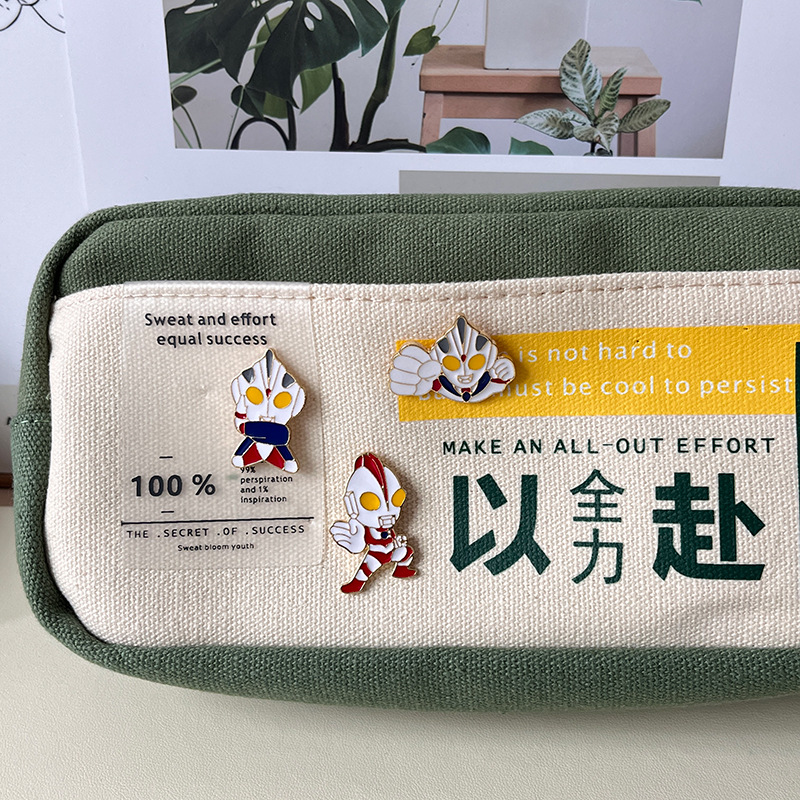 Sweat and effort
equal success
100 %
99%
perspiration
and 1%
inspiration
THE .SECRET .OF .SUCCESS
Sweat bloom youth
is not hard to
must be cool to persist
MAKE AN ALL-OUT EFFORT
以全力赴